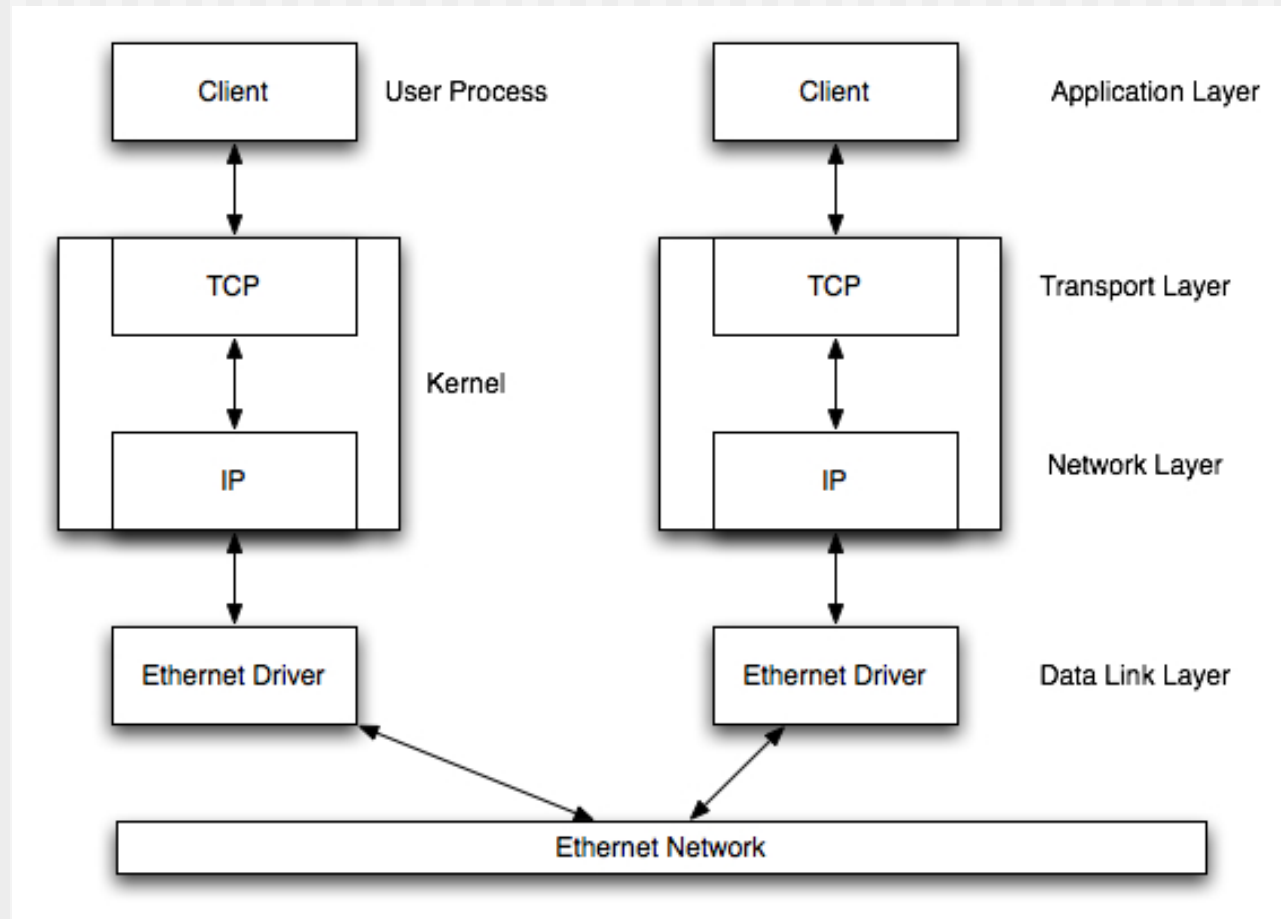 Client
User Process
Client
Application Layer
TCP
TCP
Transport Layer
Kernel
IP
IP
Network Layer
Ethernet Driver
Ethernet Driver
Data Link Layer
Ethernet Network